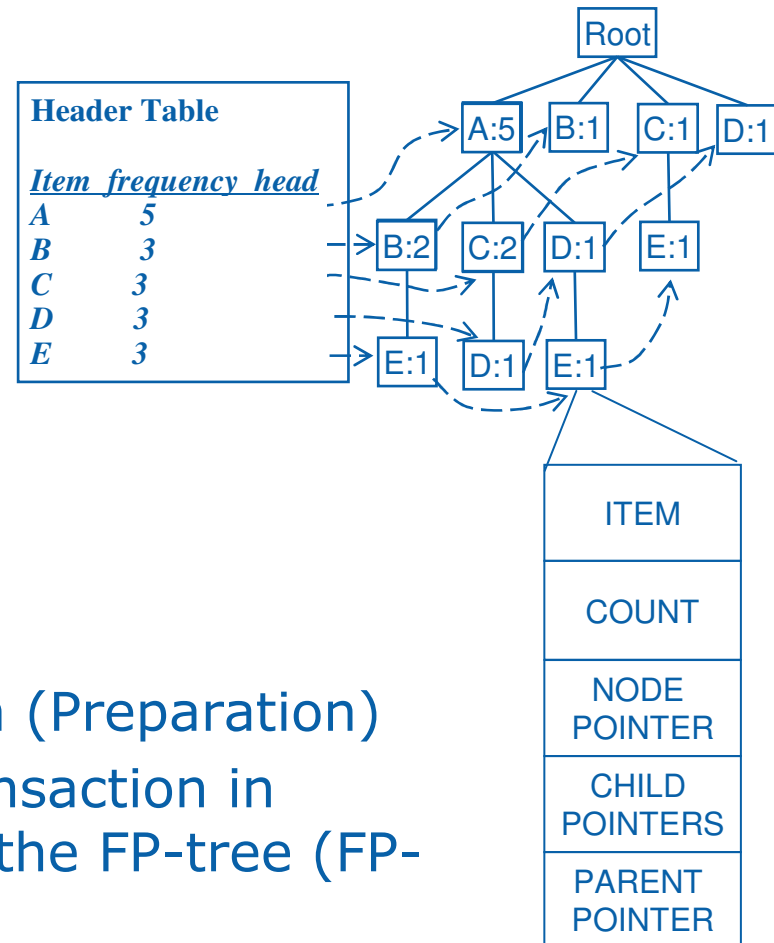 Root
Header Table
A:5 B:1 C:1 D:1
Item frequency head
A 5
B 3
C 3
D 3
E 3
B:2 C:2 D:1 E:1
E:1 D:1 E:1
ITEM
COUNT
NODE
POINTER
CHILD
POINTERS
PARENT
POINTER
(Preparation)
nsaction in
the FP-tree (FP-